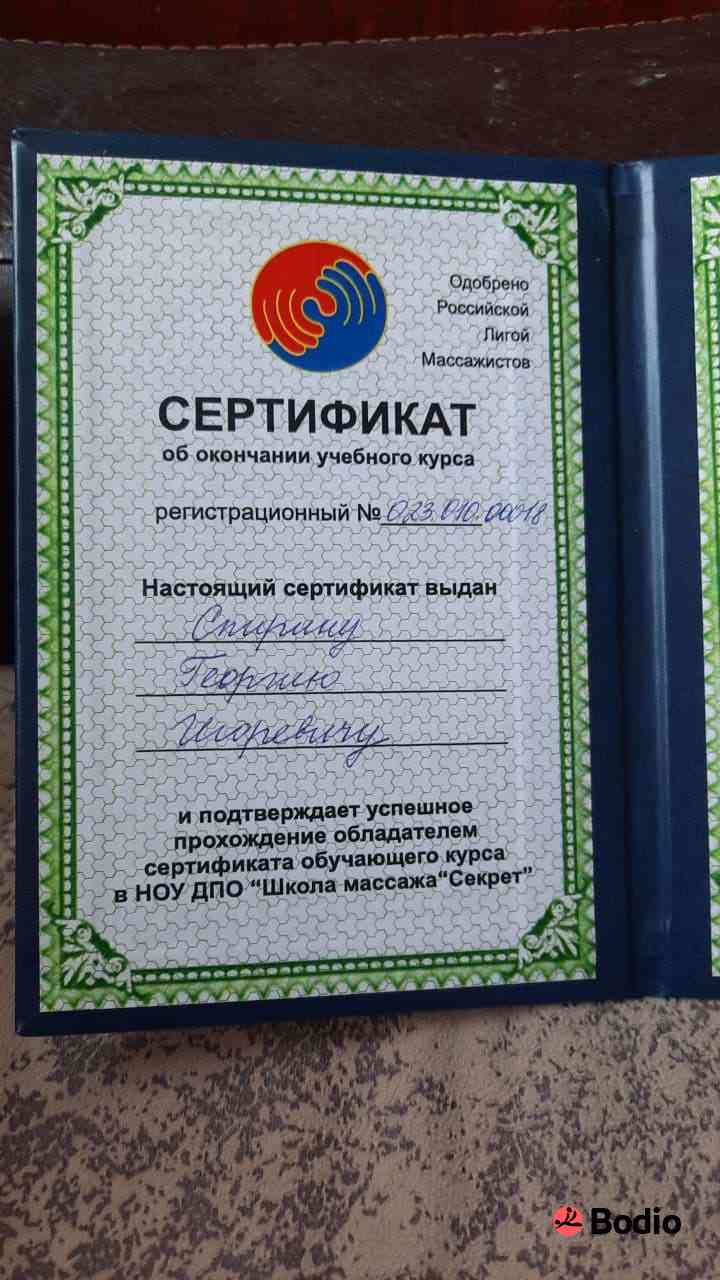 Одобрено
Российской
Лигой
Массажистов
СЕРТИФИКАТ
об окончании учебного курса
регистрационный № 023.010.00018
Настоящий сертификат выдан
Спирину
Георгию
Игоревичу
и подтверждает успешное
прохождение обладателем
сертификата обучающего курса
в НОУ ДПО “Школа массажа“Секрет”
Bodio